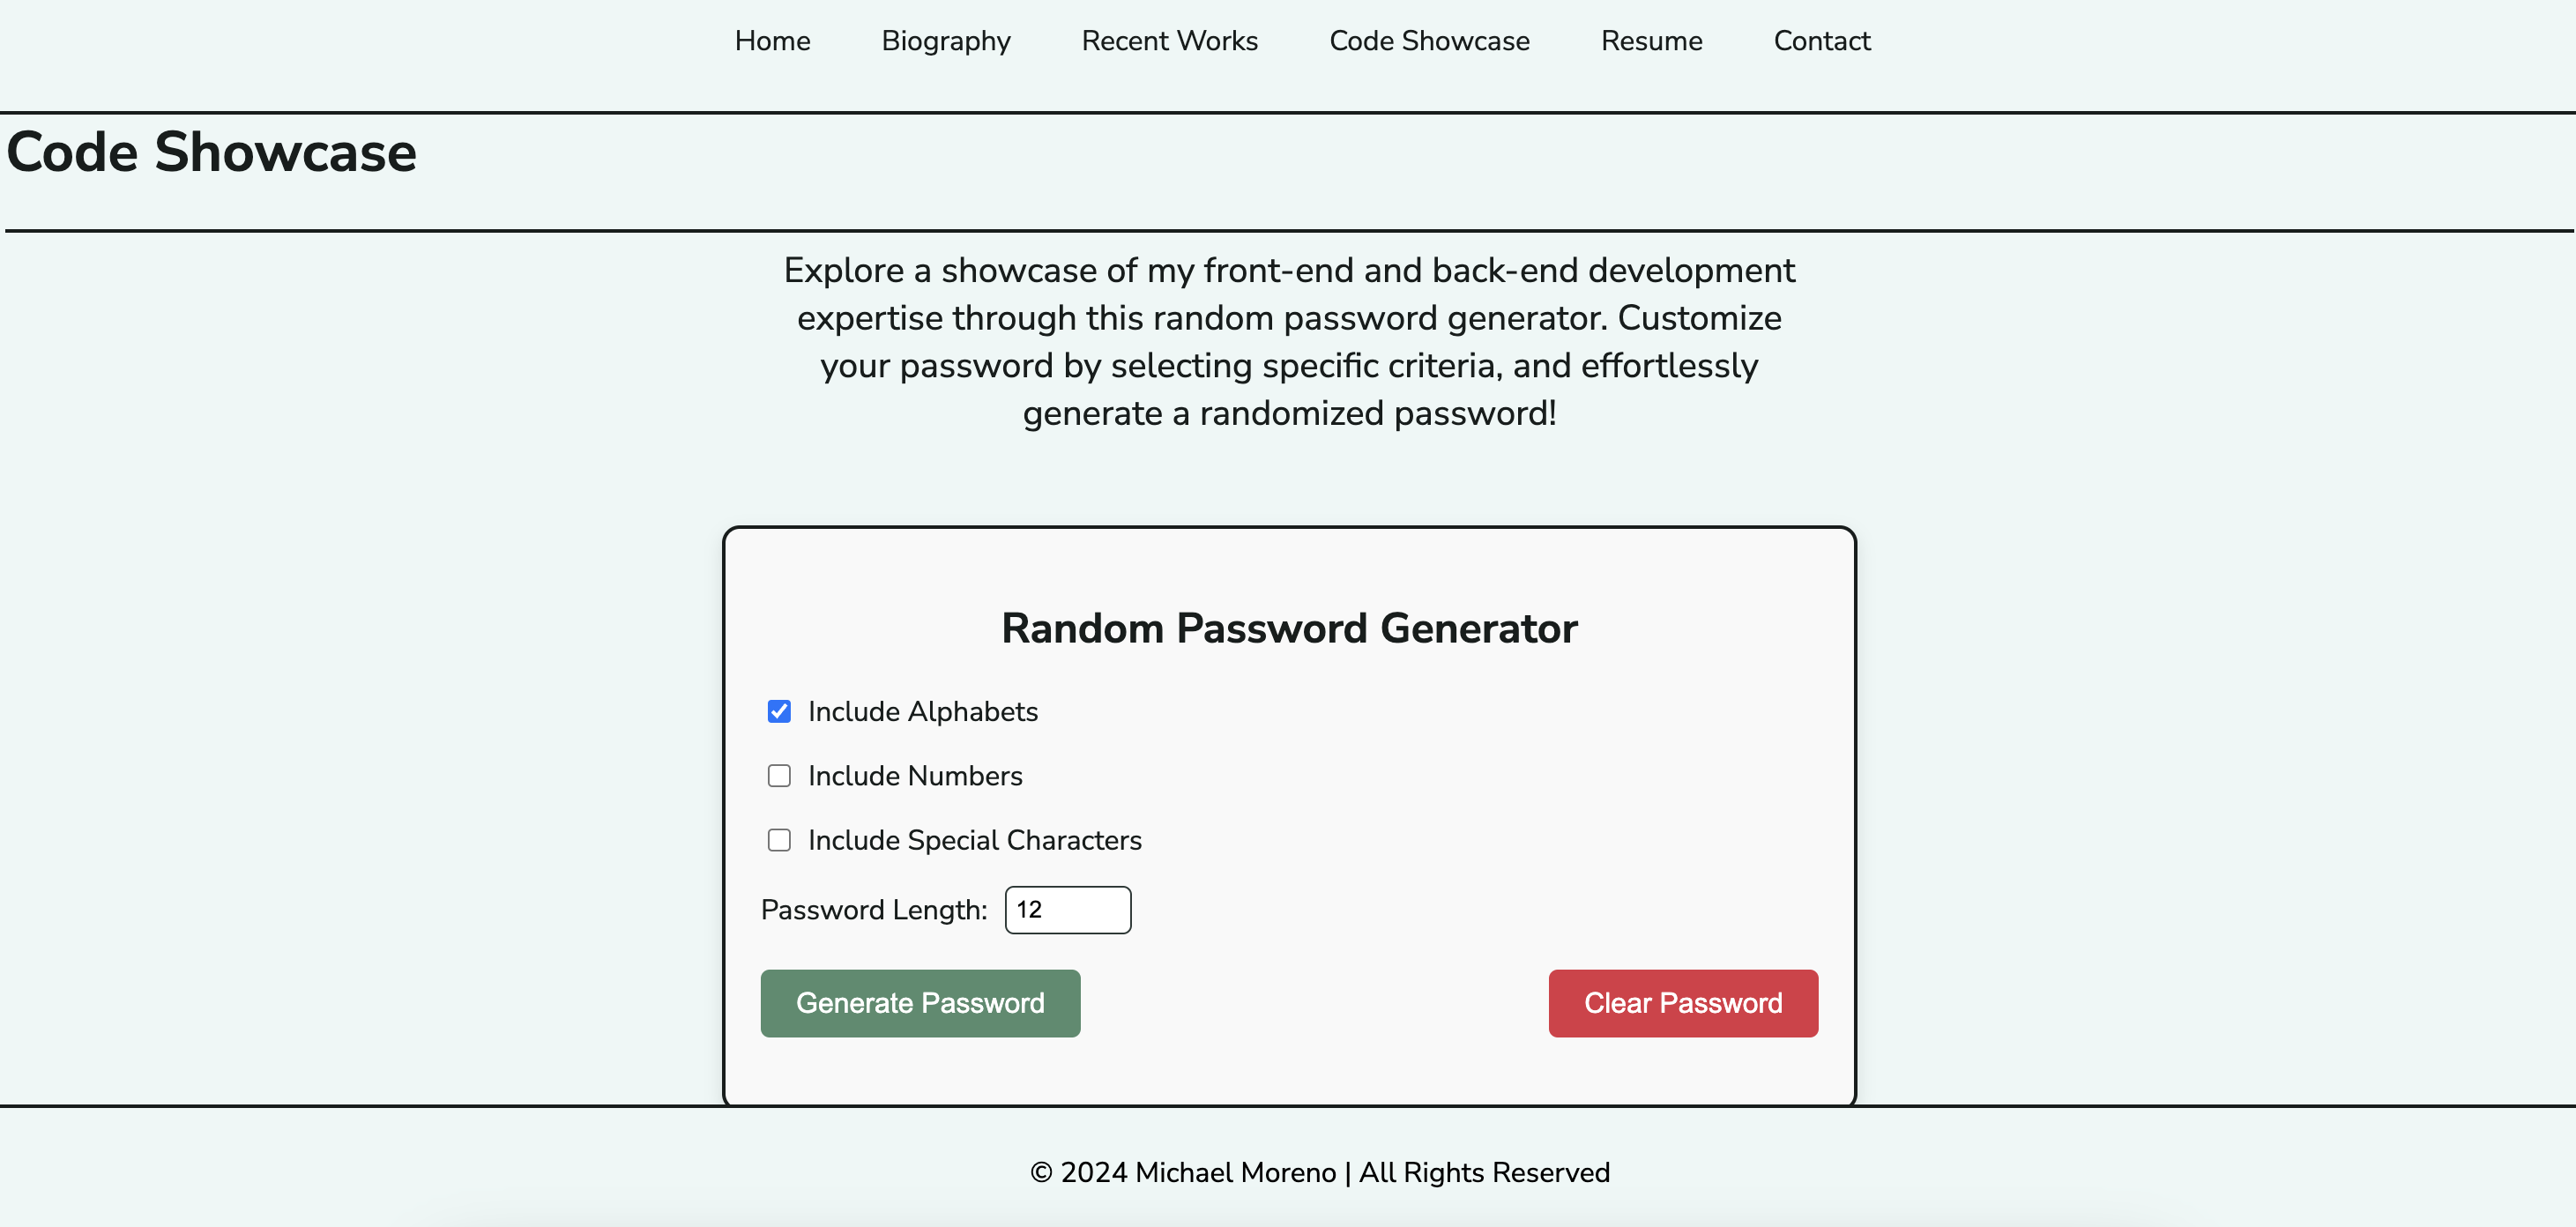 Home Biography Recent Works Code Showcase Resume Contact
Code Showcase
Explore a showcase of my front-end and back-end development
expertise through this random password generator. Customize
your password by selecting specific criteria, and effortlessly
generate a randomized password!
Random Password Generator
Include Alphabets
Include Numbers
Include Special Characters
Password Length: 12
Generate Password Clear Password
© 2024 Michael Moreno | All Rights Reserved